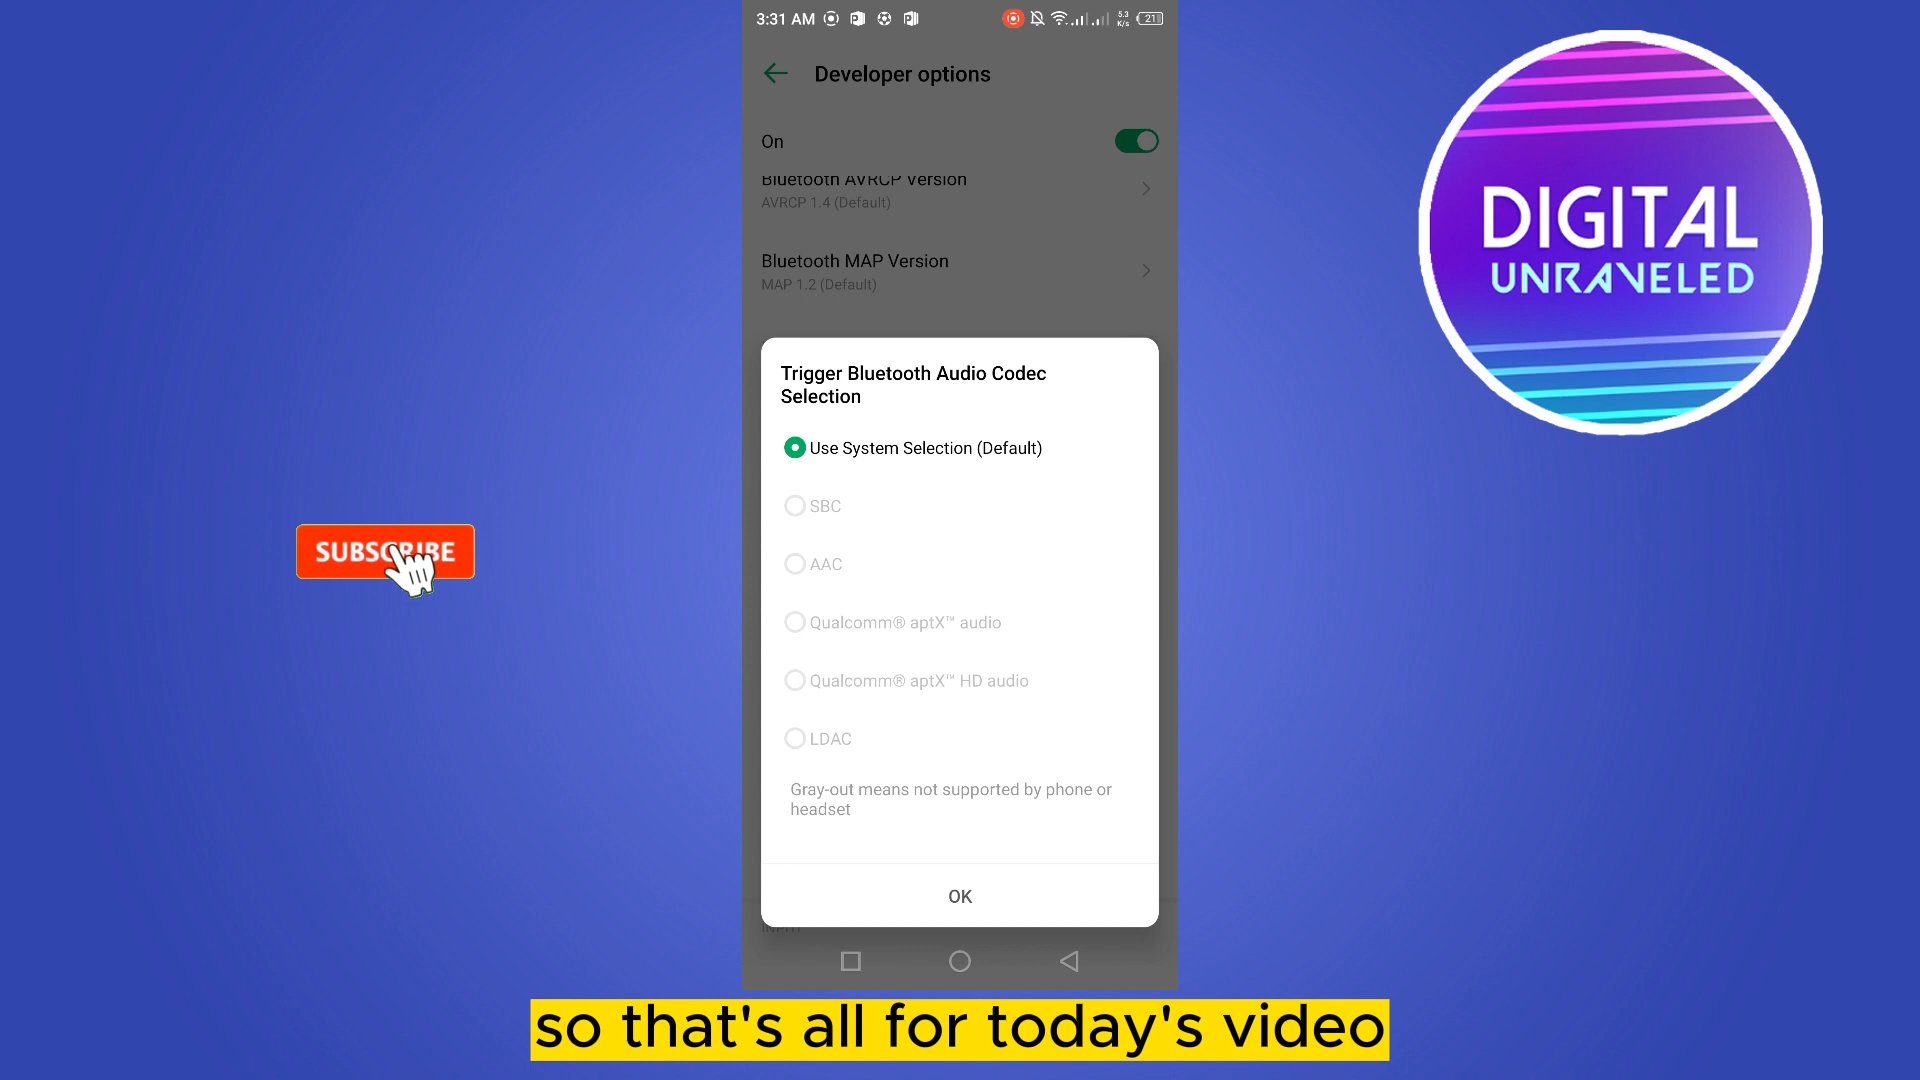 3:31 AM
5.3
K/s
21
Developer options
On
Bluetooth AVRCP Version
AVRCP 1.4 (Default)
Bluetooth MAP Version
MAP 1.2 (Default)
Trigger Bluetooth Audio Codec
Selection
Use System Selection (Default)
SBC
AAC
Qualcomm® aptX™ audio
Qualcomm® aptX™ HD audio
LDAC
Gray-out means not supported by phone or
headset
OK
SUBSCRIBE
DIGITAL
UNRAVELED
so that's all for today's video